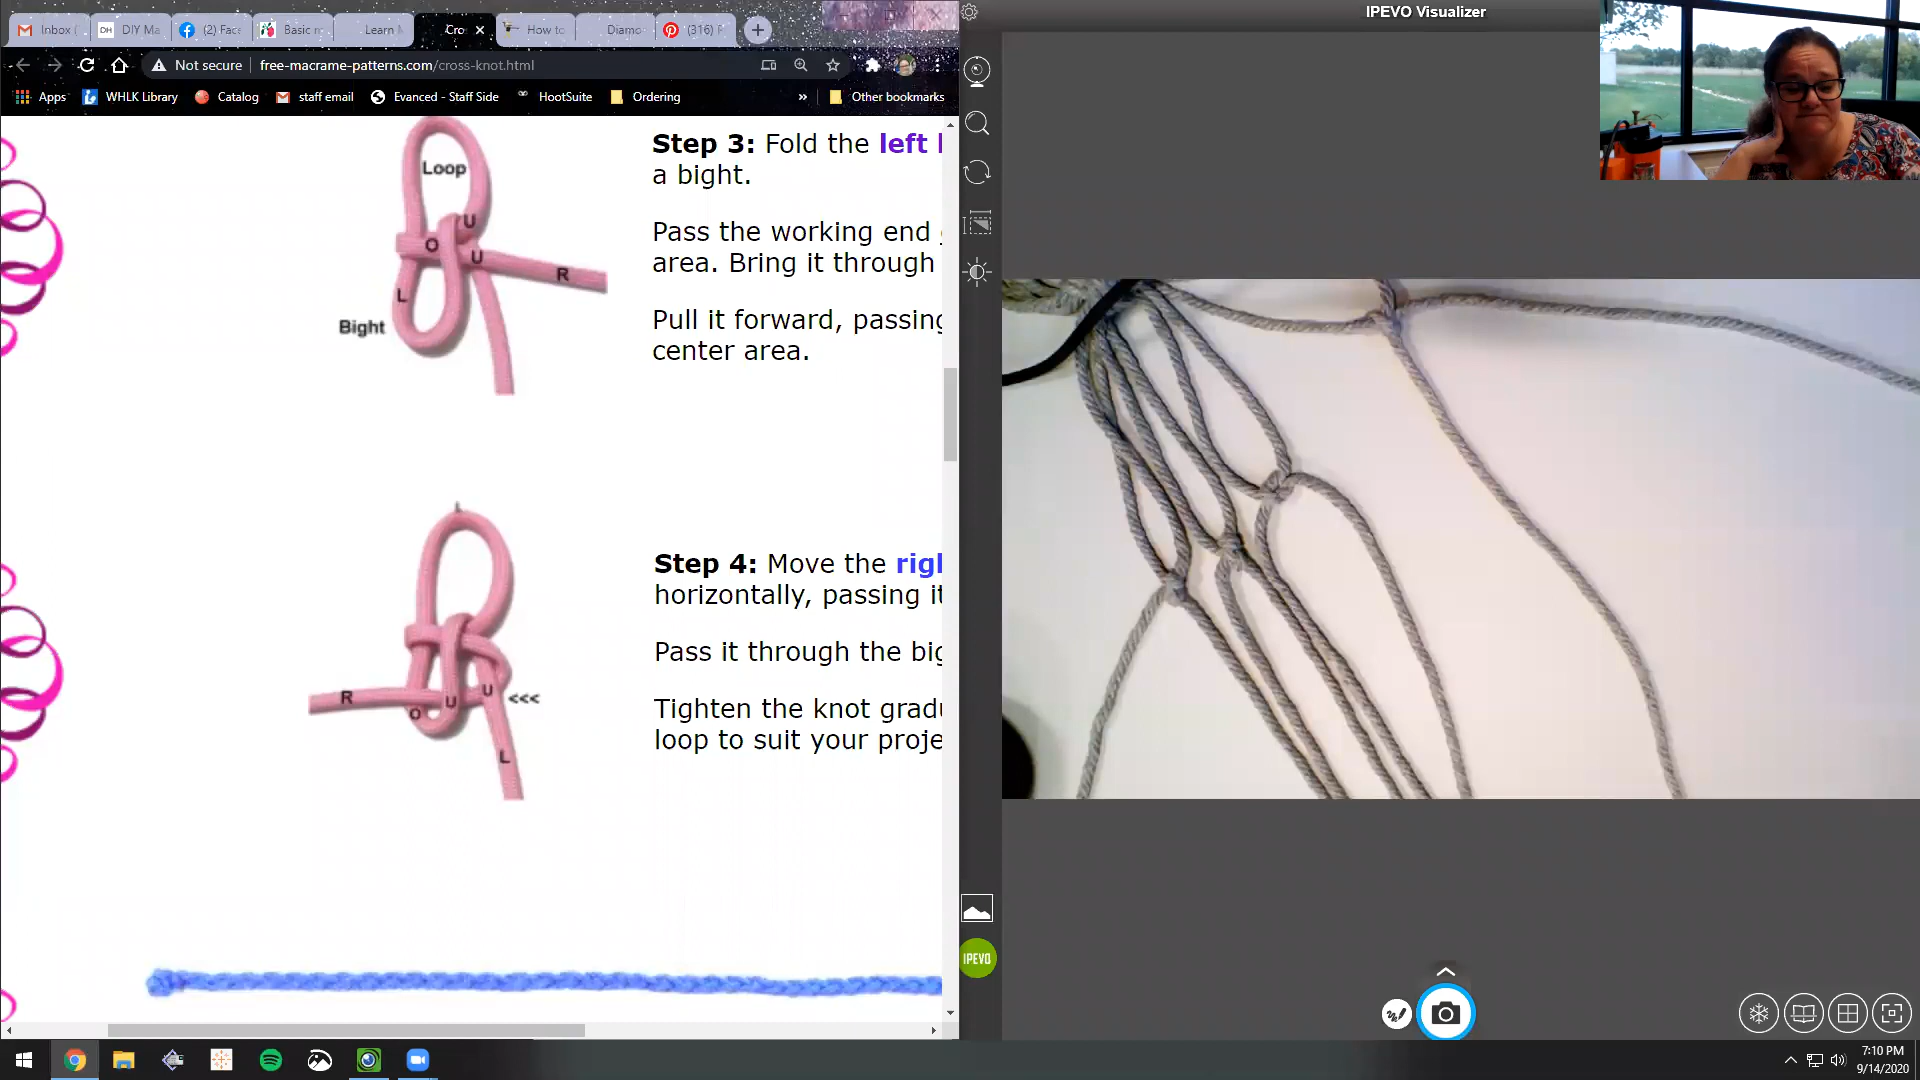 Inbox (
DIY Ma
(2) Face
Basic
Learn
Cro
How to
Diamo
(316)
IPEVO Visualizer
Not secure
free-macrame-patterns.com/cross-knot.html
Apps
WHLK Library
Catalog
staff email
Evanced - Staff Side
HootSuite
Ordering
»
Other bookmarks
Loop
U
O
U
R
L
Bight
Step 3: Fold the left
a bight.
Pass the working end
area. Bring it through
Pull it forward, passing
center area.
R
O
U
U
<<<
L
Step 4: Move the righ
horizontally, passing it
Pass it through the big
Tighten the knot gradu
loop to suit your proje
IPEVO
7:10 PM
9/14/2020